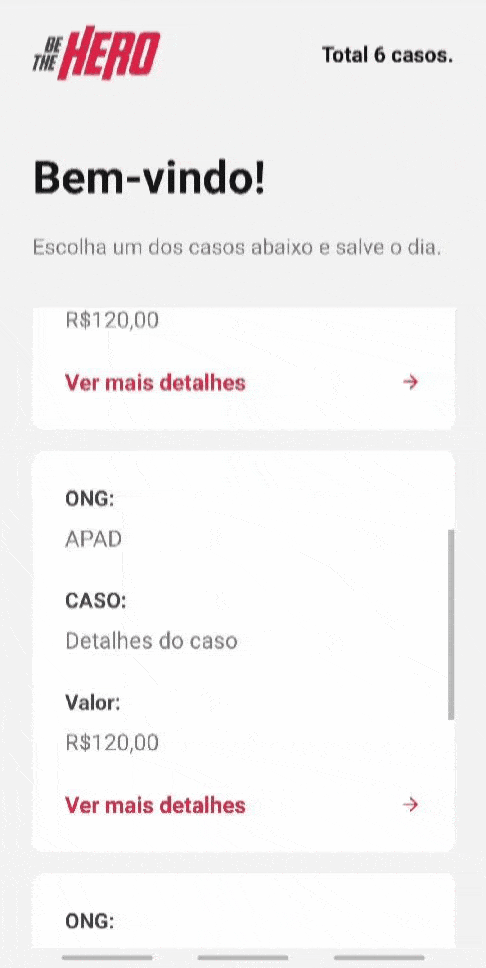 BE THE HERO
Total 6 casos.
Bem-vindo!
Escolha um dos casos abaixo e salve o dia.
R$120,00
Ver mais detalhes →
ONG:
APAD
CASO:
Detalhes do caso
Valor:
R$120,00
Ver mais detalhes →
ONG: